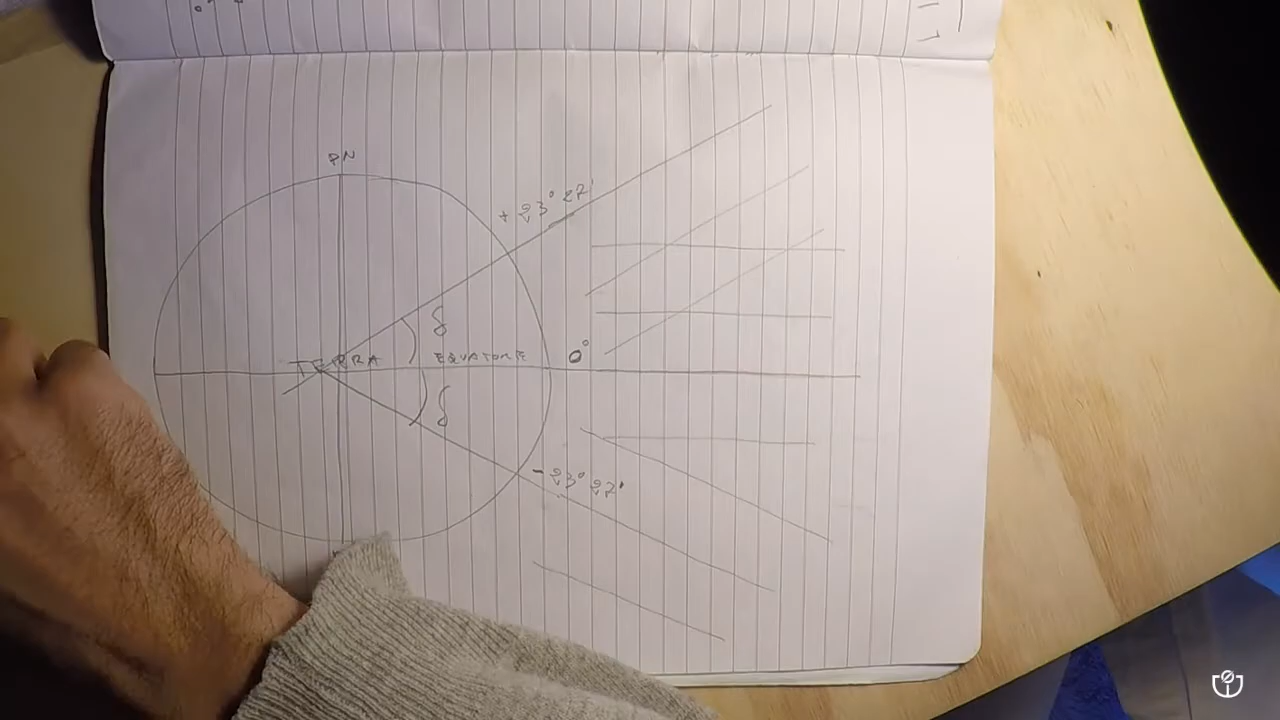 PN
+ 23° 27'
δ
TERRA
EQUATORE
0°
δ
- 23° 27'